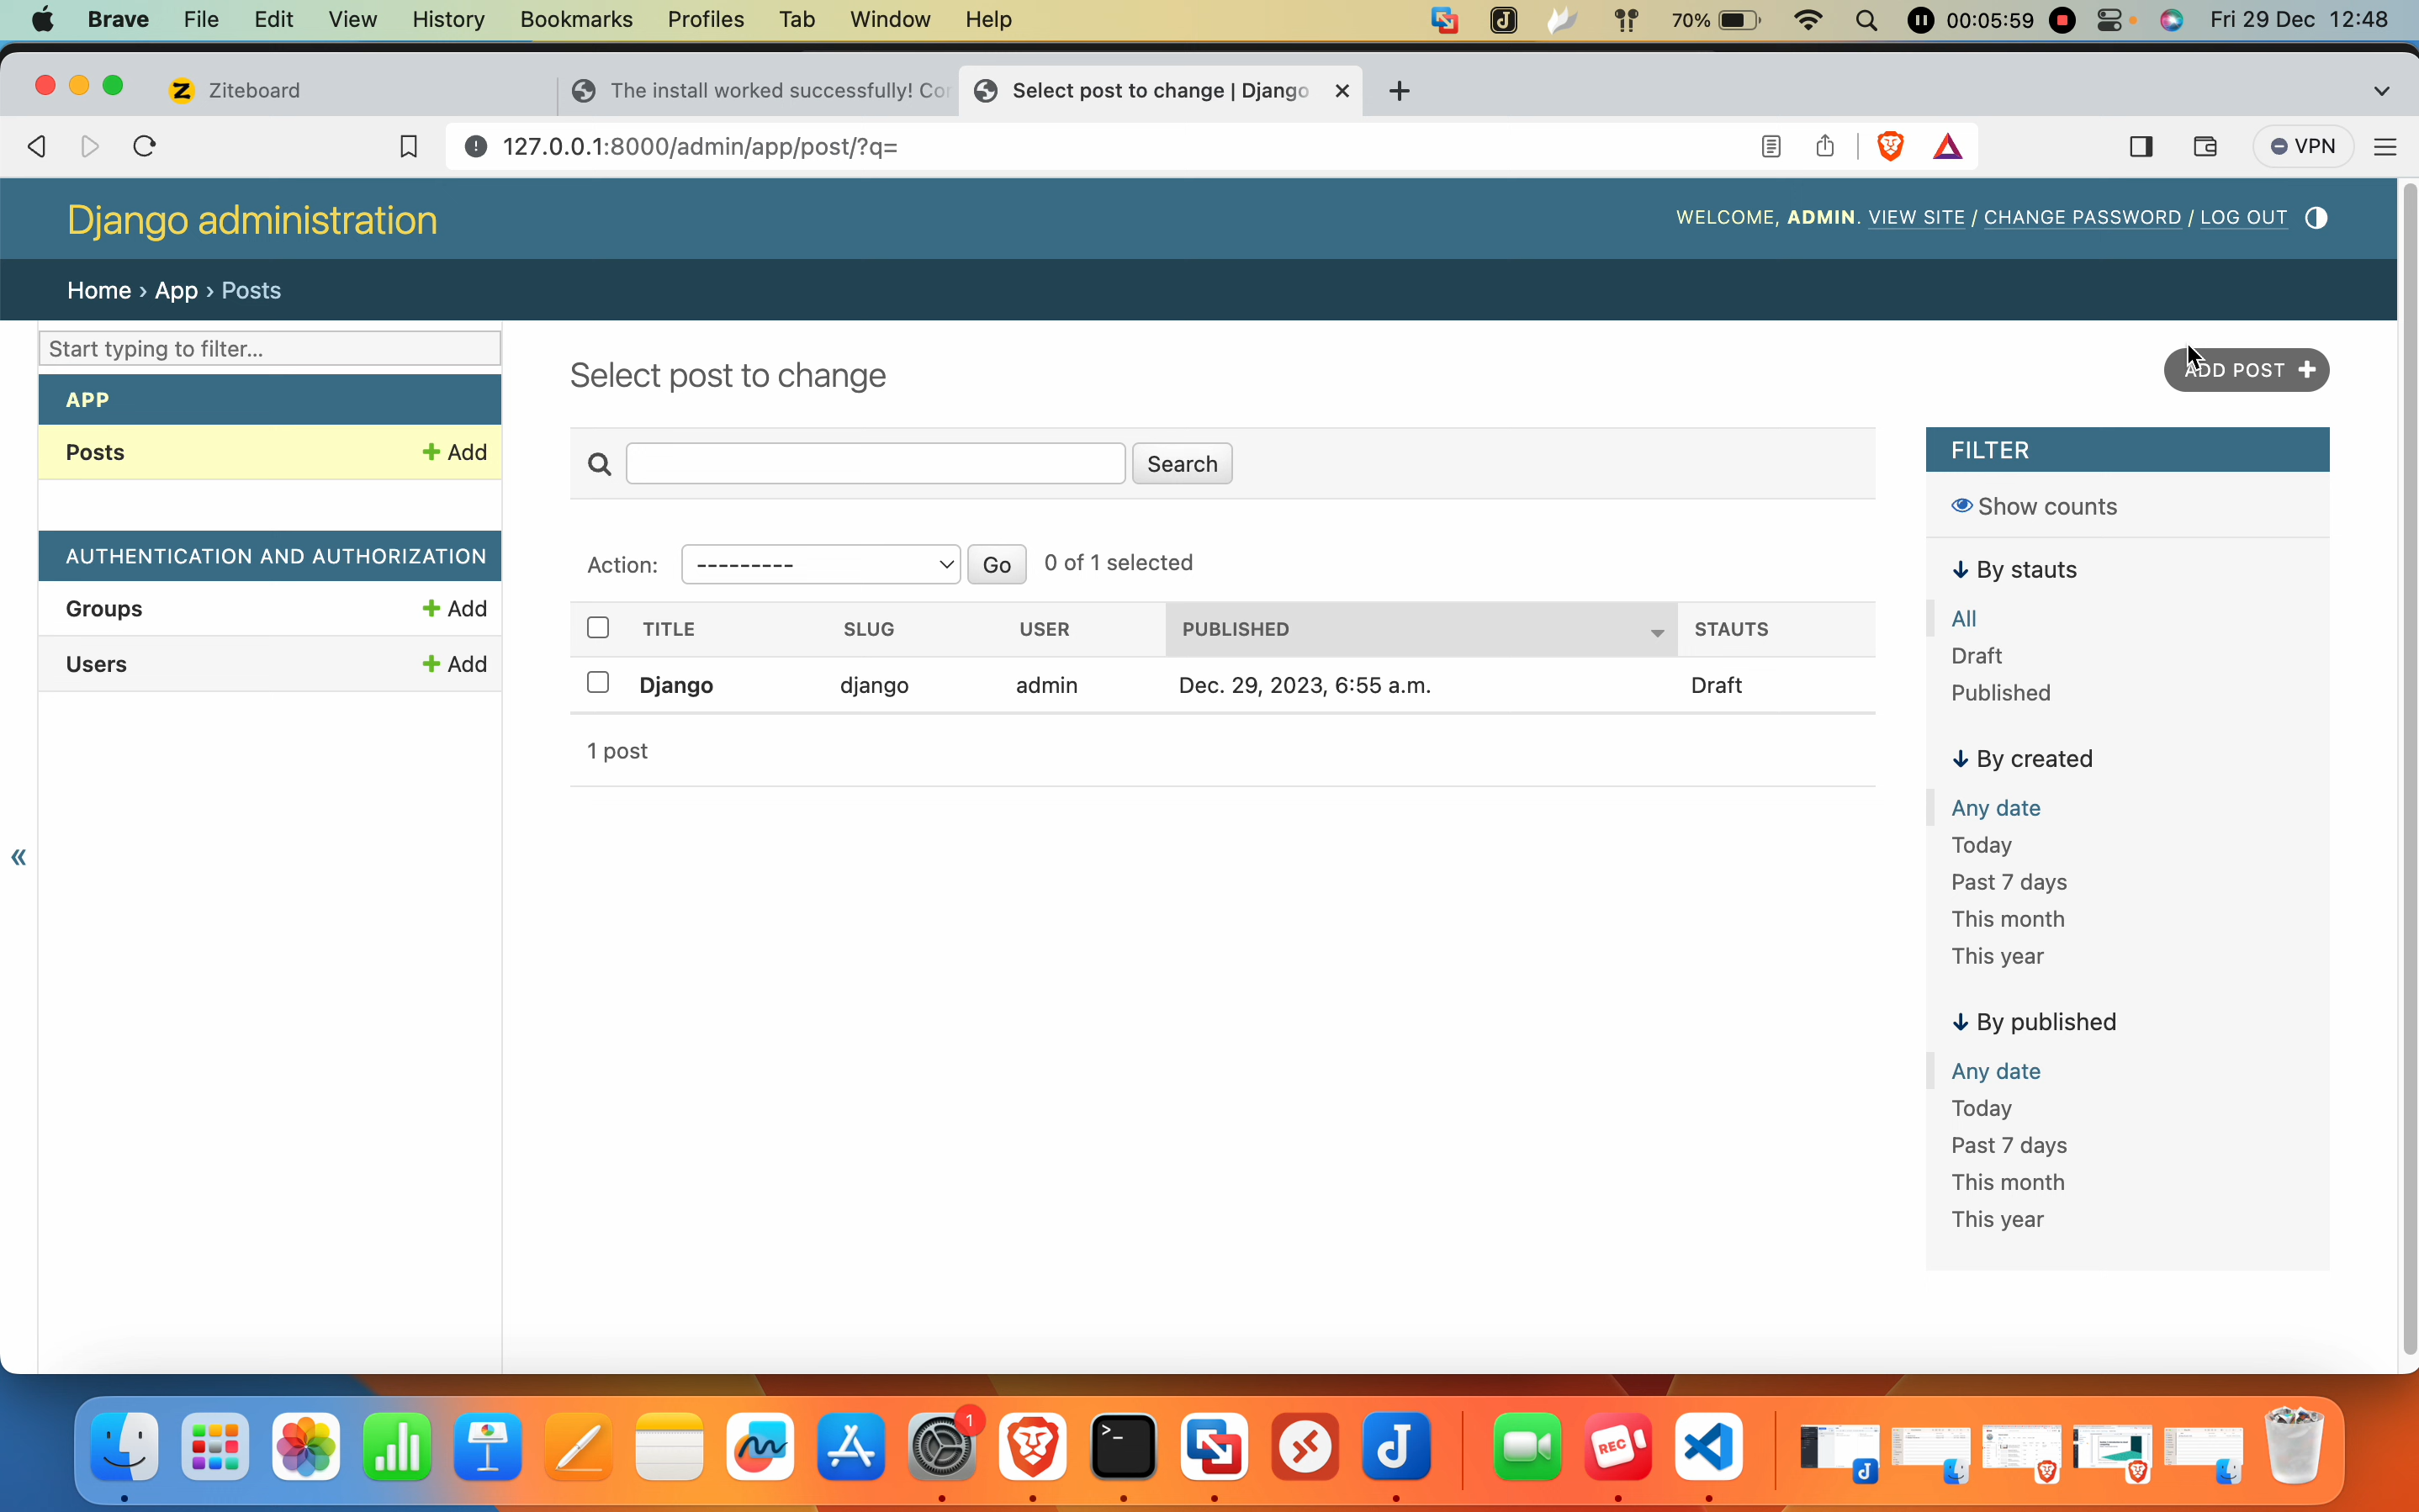 Brave File Edit View History Bookmarks Profiles Tab Window Help 70% 00:05:59 Fri 29 Dec 12:48
Ziteboard The install worked successfully! Select post to change | Django
127.0.0.1:8000/admin/app/post/?q= VPN
Django administration
WELCOME, ADMIN. VIEW SITE / CHANGE PASSWORD / LOG OUT
Home › App › Posts
Start typing to filter...
APP
Posts + Add
AUTHENTICATION AND AUTHORIZATION
Groups + Add
Users + Add
Select post to change
ADD POST +
Search
Action: --------- Go 0 of 1 selected
TITLE SLUG USER PUBLISHED STAUTS
Django django admin Dec. 29, 2023, 6:55 a.m. Draft
1 post
FILTER
Show counts
↓ By stauts
All
Draft
Published
↓ By created
Any date
Today
Past 7 days
This month
This year
↓ By published
Any date
Today
Past 7 days
This month
This year
«
1
REC